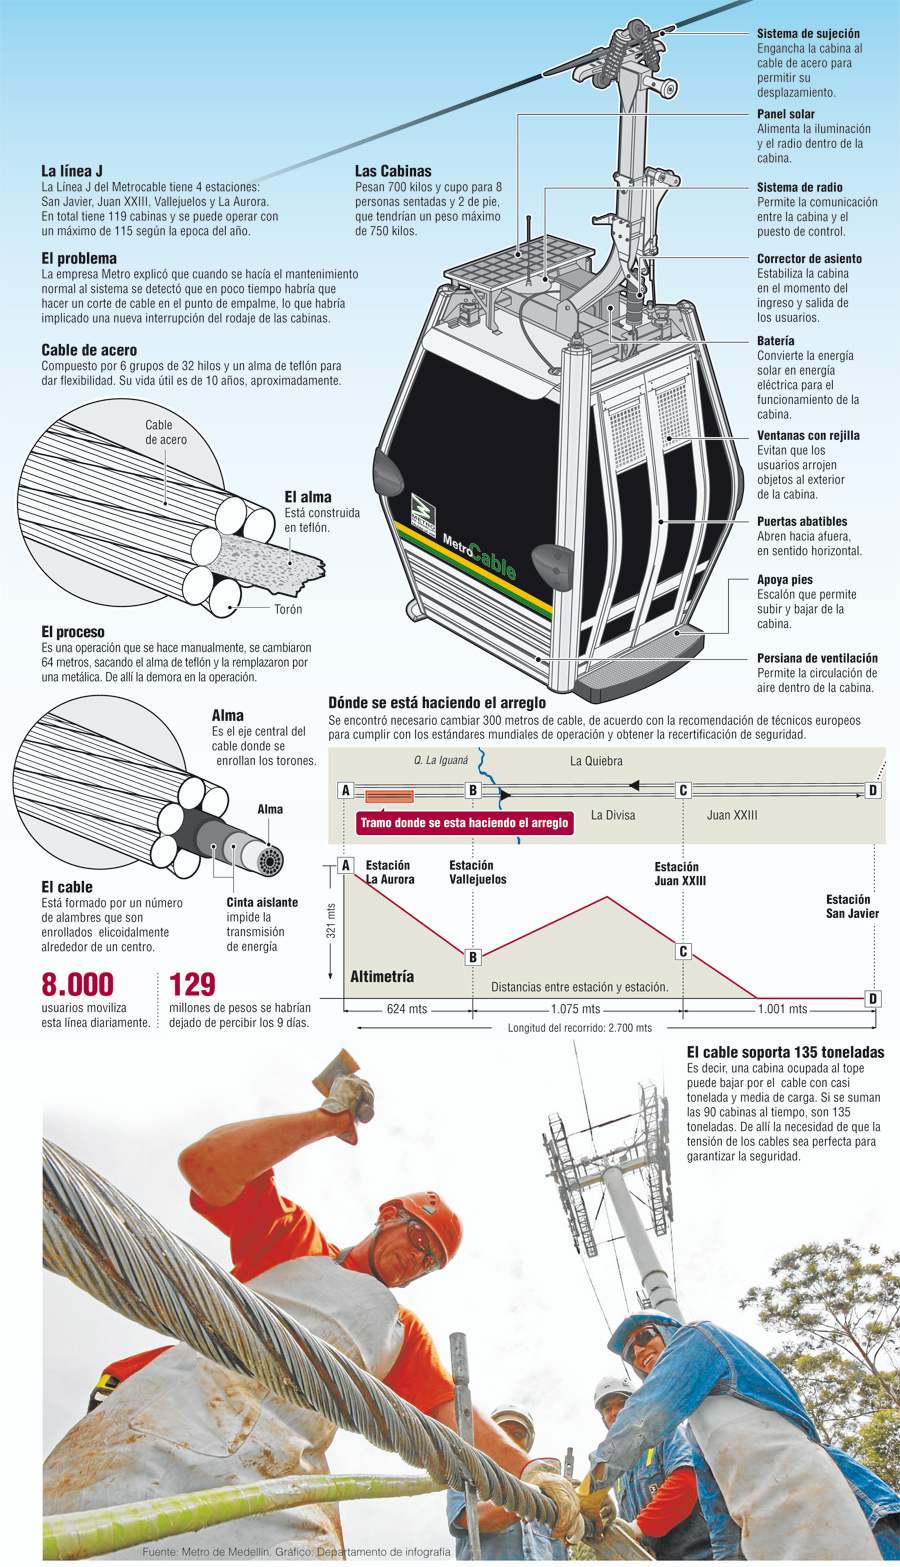 La línea J
La Línea J del Metrocable tiene 4 estaciones:
San Javier, Juan XXIII, Vallejuelos y La Aurora.
En total tiene 119 cabinas y se puede operar con
un máximo de 115 según la epoca del año.
El problema
La empresa Metro explicó que cuando se hacía el mantenimiento
normal al sistema se detectó que en poco tiempo habría que
hacer un corte de cable en el punto de empalme, lo que habría
implicado una nueva interrupción del rodaje de las cabinas.
Cable de acero
Compuesto por 6 grupos de 32 hilos y un alma de teflón para
dar flexibilidad. Su vida útil es de 10 años, aproximadamente.
Cable
de acero
El alma
Está construida
en teflón.
Torón
El proceso
Es una operación que se hace manualmente, se cambiaron
64 metros, sacando el alma de teflón y la remplazaron por
una metálica. De allí la demora en la operación.
Alma
Es el eje central del
cable donde se
enrollan los torones.
Alma
El cable
Está formado por un número
de alambres que son
enrollados elicoidalmente
alrededor de un centro.
Cinta aislante
impide la
transmisión
de energía
8.000
usuarios moviliza
esta línea diariamente.
129
millones de pesos se habrían
dejado de percibir los 9 días.
Las Cabinas
Pesan 700 kilos y cupo para 8
personas sentadas y 2 de pie,
que tendrían un peso máximo
de 750 kilos.
MetroCable
Sistema de sujeción
Engancha la cabina al
cable de acero para
permitir su
desplazamiento.
Panel solar
Alimenta la iluminación
y el radio dentro de la
cabina.
Sistema de radio
Permite la comunicación
entre la cabina y el
puesto de control.
Corrector de asiento
Estabiliza la cabina
en el momento del
ingreso y salida de
los usuarios.
Batería
Convierte la energía
solar en energía
eléctrica para el
funcionamiento de la
cabina.
Ventanas con rejilla
Evitan que los
usuarios arrojen
objetos al exterior
de la cabina.
Puertas abatibles
Abren hacia afuera,
en sentido horizontal.
Apoya pies
Escalón que permite
subir y bajar de la
cabina.
Persiana de ventilación
Permite la circulación de
aire dentro de la cabina.
Dónde se está haciendo el arreglo
Se encontró necesario cambiar 300 metros de cable, de acuerdo con la recomendación de técnicos europeos
para cumplir con los estándares mundiales de operación y obtener la recertificación de seguridad.
Q. La Iguaná
La Quiebra
A
B
C
D
Tramo donde se esta haciendo el arreglo
La Divisa
Juan XXIII
A
Estación
La Aurora
Estación
Vallejuelos
Estación
Juan XXIII
Estación
San Javier
321 mts
B
C
Altimetría
Distancias entre estación y estación.
D
624 mts
1.075 mts
1.001 mts
Longitud del recorrido: 2.700 mts
El cable soporta 135 toneladas
Es decir, una cabina ocupada al tope
puede bajar por el cable con casi
tonelada y media de carga. Si se suman
las 90 cabinas al tiempo, son 135
toneladas. De allí la necesidad de que la
tensión de los cables sea perfecta para
garantizar la seguridad.
Fuente: Metro de Medellín. Gráfico: Departamento de infografía